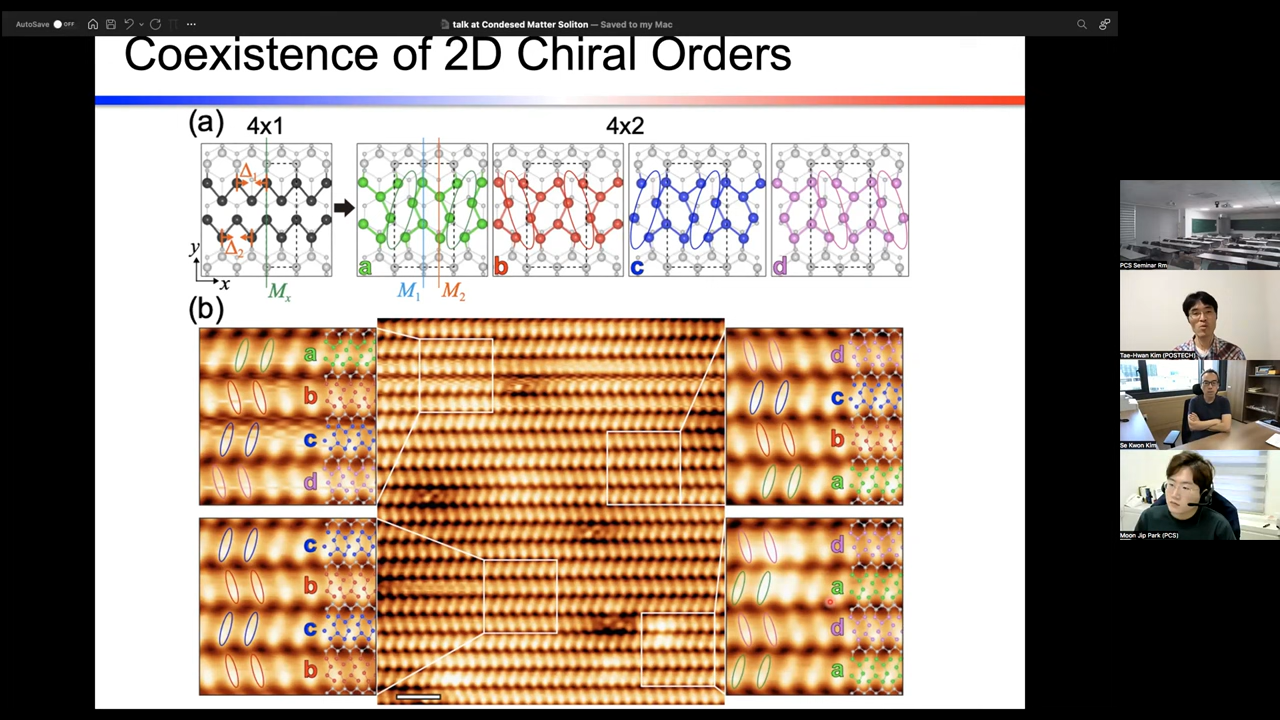 AutoSave OFF
talk at Condesed Matter Soliton — Saved to my Mac
Coexistence of 2D Chiral Orders
(a)
4x1
4x2
Δ1
Δ2
y
x
Mx
a
M1
M2
b
c
d
(b)
a
b
c
d
d
c
b
a
c
b
c
b
d
a
d
a
PCS Seminar Rm
Tae-Hwan Kim (POSTECH)
Se Kwon Kim
Moon Jip Park (PCS)